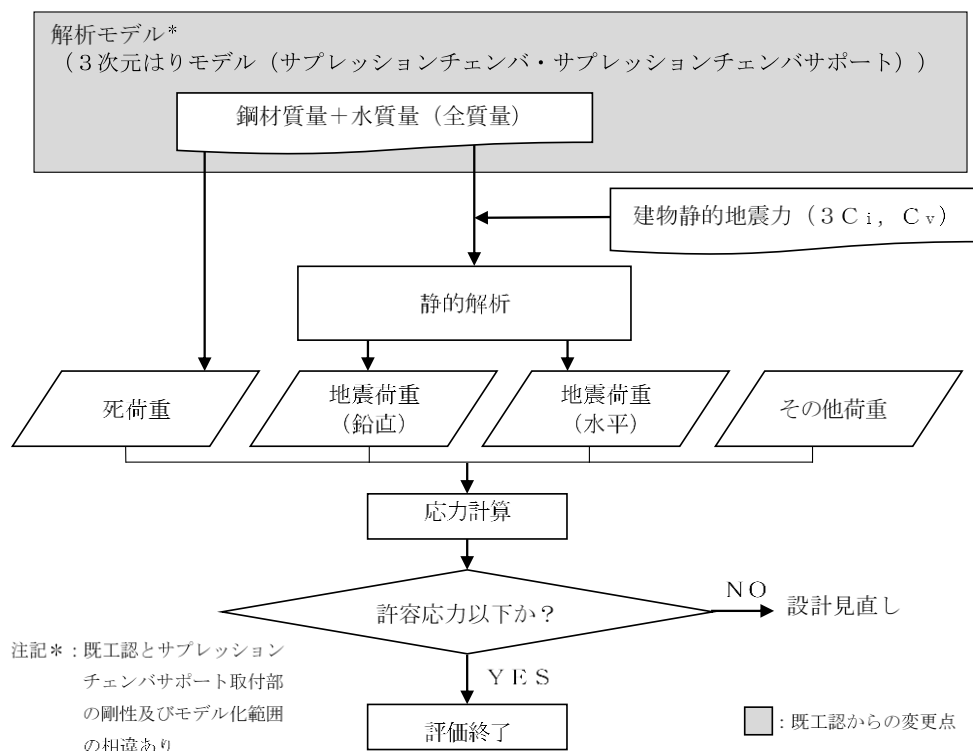 解析モデル*
(3次元はりモデル(サプレッションチェンバ・サプレッションチェンバサポート))
鋼材質量+水質量(全質量)
建物静的地震力(3Ci, Cv)
静的解析
死荷重
地震荷重
(鉛直)
地震荷重
(水平)
その他荷重
応力計算
許容応力以下か?
NO
設計見直し
YES
評価終了
注記*:既工認とサプレッション
チェンバサポート取付部
の剛性及びモデル化範囲
の相違あり
:既工認からの変更点